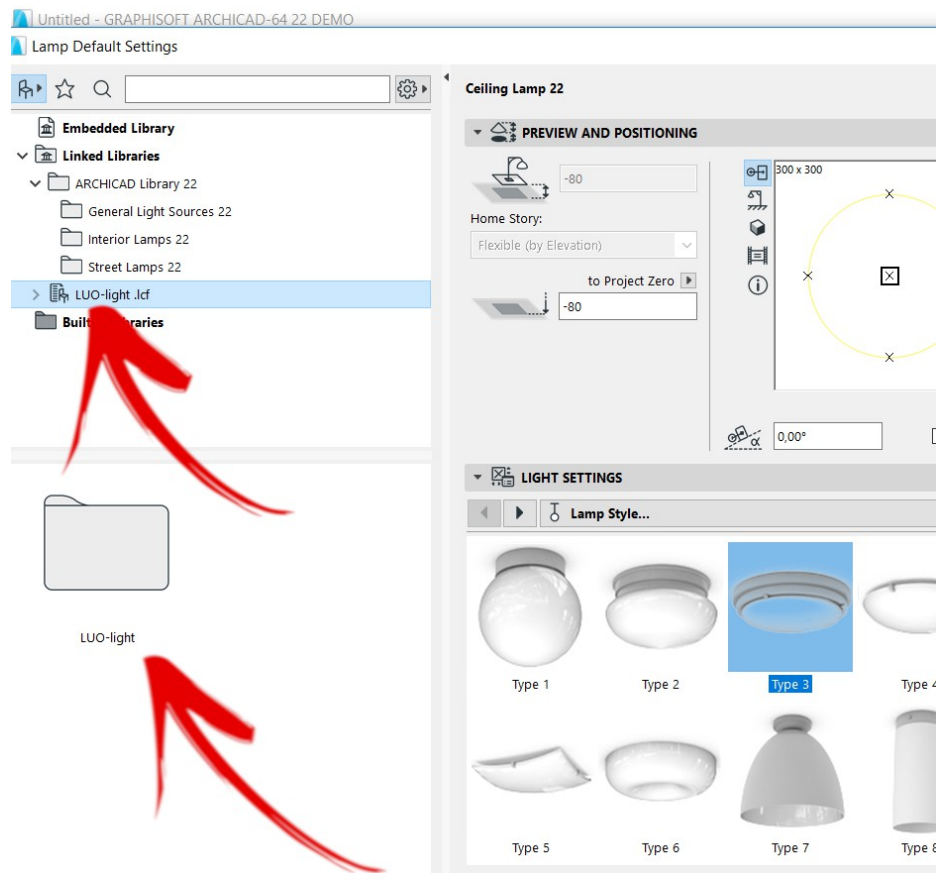 Untitled - GRAPHISOFT ARCHICAD-64 22 DEMO
Lamp Default Settings
Ceiling Lamp 22
Embedded Library
Linked Libraries
ARCHICAD Library 22
General Light Sources 22
Interior Lamps 22
Street Lamps 22
LUO-light .lcf
LUO-light
PREVIEW AND POSITIONING
-80
Home Story:
Flexible (by Elevation)
to Project Zero
-80
300 x 300
α
0,00°
LIGHT SETTINGS
Lamp Style...
Type 1
Type 2
Type 3
Type 4
Type 5
Type 6
Type 7
Type 8